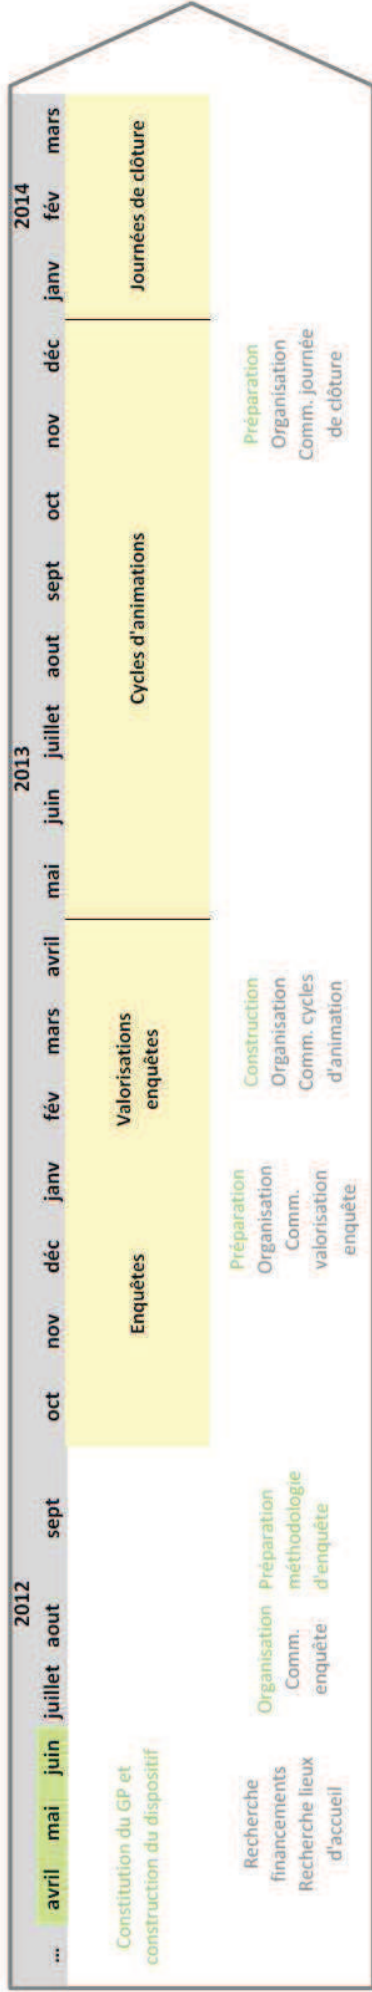 2012
2013
2014
... avril mai juin juillet aout sept oct nov déc janv fév mars avril mai juin juillet aout sept oct nov déc janv fév mars
Constitution du GP et
construction du dispositif
Enquêtes
Valorisations
enquêtes
Cycles d'animations
Journées de clôture
Recherche
financements
Recherche lieux
d'accueil
Organisation
Comm.
enquête
Préparation
méthodologie
d'enquête
Préparation
Organisation
Comm.
valorisation
enquête
Construction
Organisation
Comm. cycles
d'animation
Préparation
Organisation
Comm. journée
de clôture